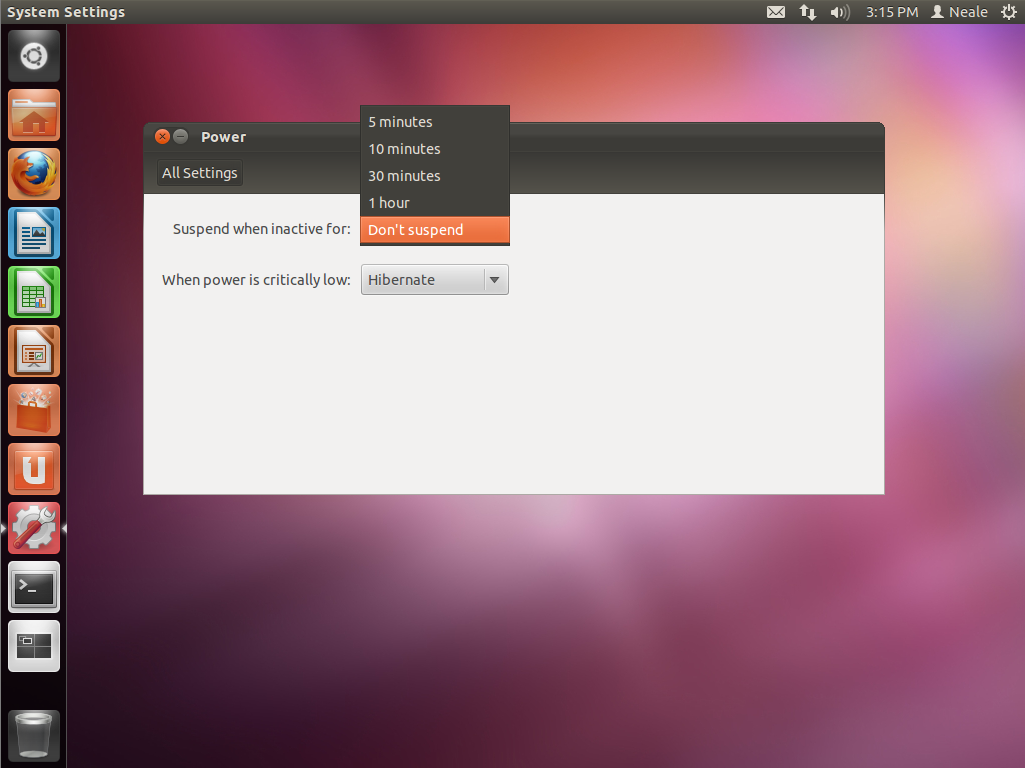 System Settings
3:15 PM Neale
Power
All Settings
5 minutes
10 minutes
30 minutes
1 hour
Suspend when inactive for: Don't suspend
When power is critically low: Hibernate
>_